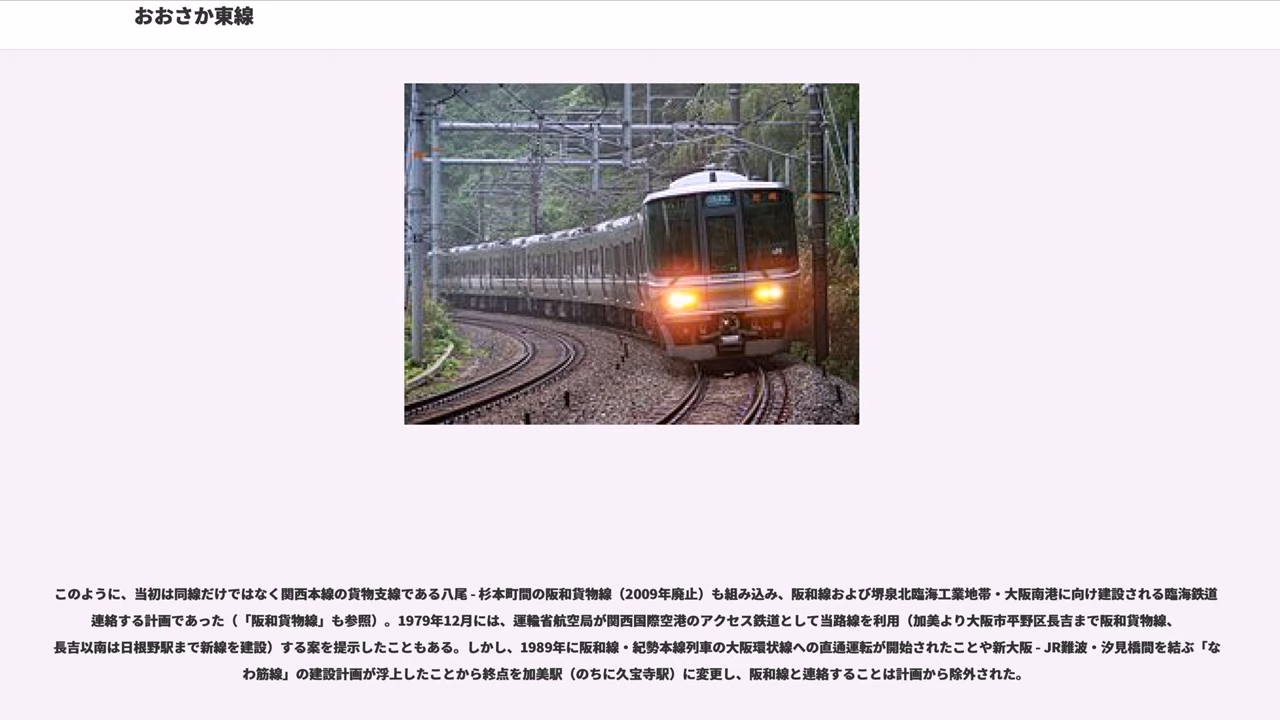 おおさか東線
JR
このように、当初は同線だけではなく関西本線の貨物支線である八尾 - 杉本町間の阪和貨物線（2009年廃止）も組み込み、阪和線および堺泉北臨海工業地帯・大阪南港に向け建設される臨海鉄道
連絡する計画であった（「阪和貨物線」も参照）。1979年12月には、運輸省航空局が関西国際空港のアクセス鉄道として当路線を利用（加美より大阪市平野区長吉まで阪和貨物線、
長吉以南は日根野駅まで新線を建設）する案を提示したこともある。しかし、1989年に阪和線・紀勢本線列車の大阪環状線への直通運転が開始されたことや新大阪 - JR難波・汐見橋間を結ぶ「な
わ筋線」の建設計画が浮上したことから終点を加美駅（のちに久宝寺駅）に変更し、阪和線と連絡することは計画から除外された。